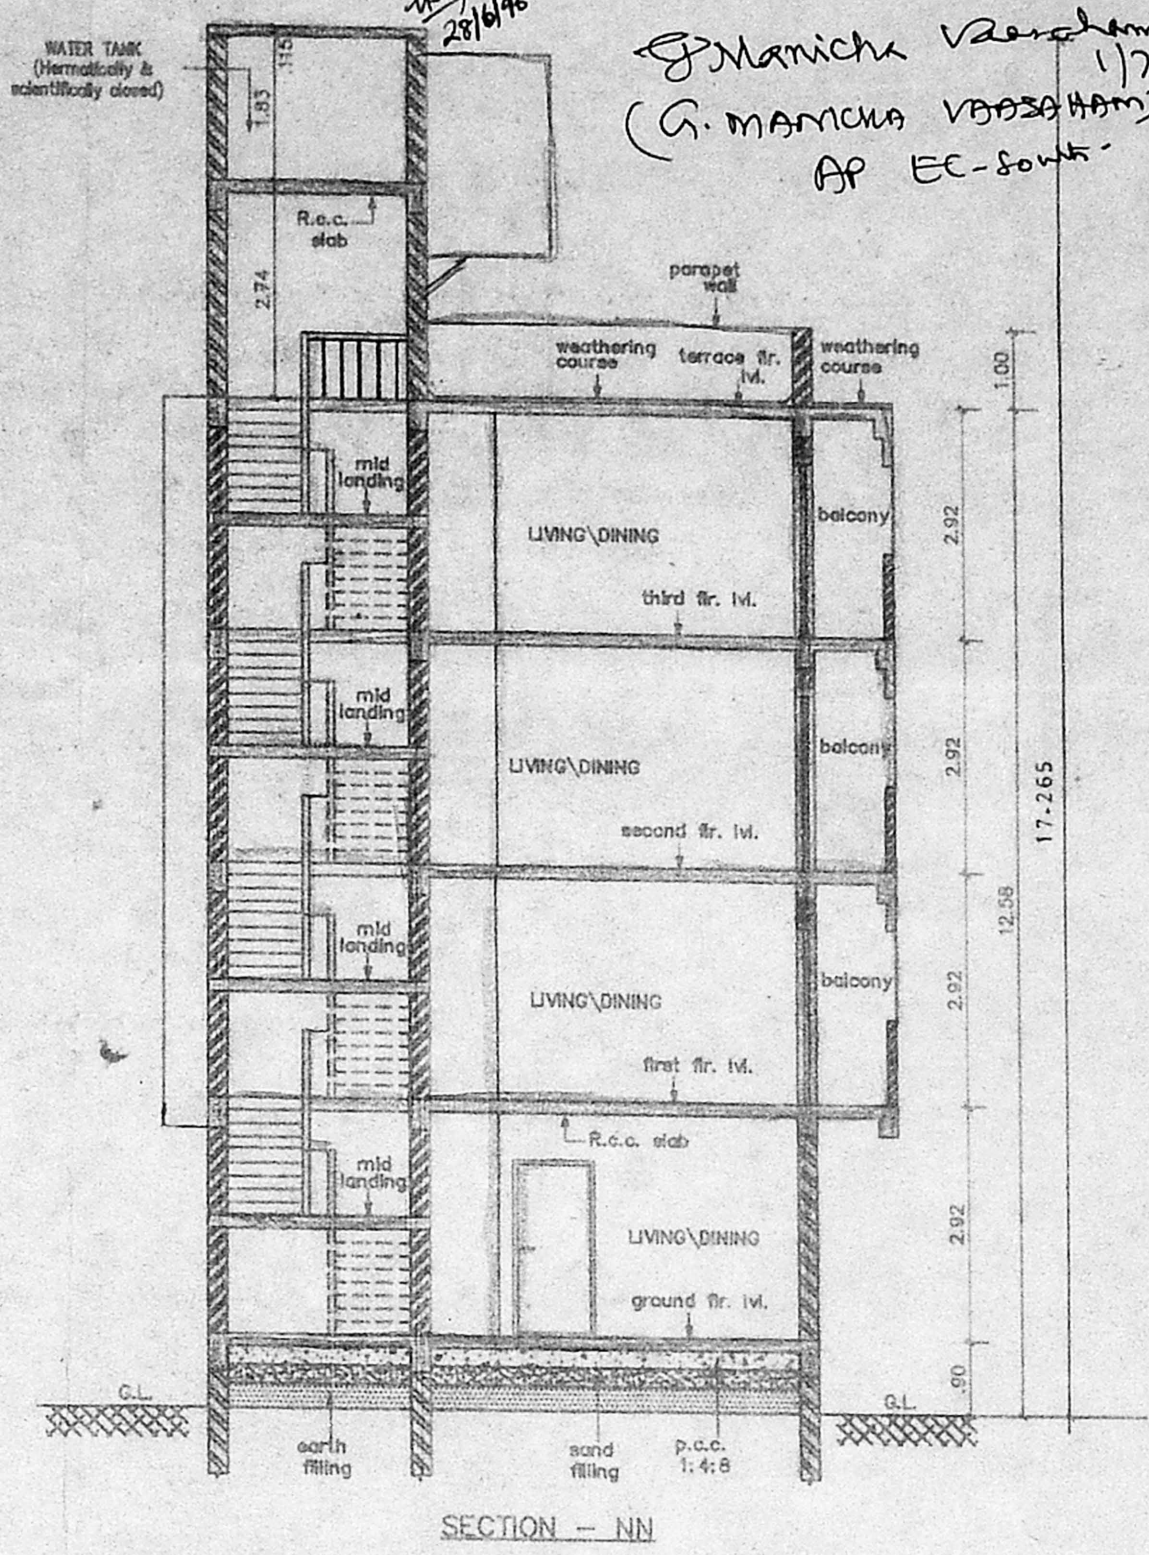 28/6/96
G Manicha Vaasaham
1/7
(G. MANICHA VAASAHAM)
AP EC-South-
WATER TANK
(Hermatically &
scientifically closed)
.15
1.83
R.c.c.
slab
2.74
parapet
wall
weathering
course
terrace flr.
lvl.
weathering
course
1.00
mid
landing
LIVING\DINING
balcony
2.92
third flr. lvl.
mid
landing
LIVING\DINING
balcony
2.92
17.265
second flr. lvl.
12.58
mid
landing
LIVING\DINING
balcony
2.92
first flr. lvl.
R.c.c. slab
mid
landing
LIVING\DINING
2.92
ground flr. lvl.
.90
G.L.
G.L.
earth
filling
sand
filling
p.c.c.
1:4:8
SECTION - NN